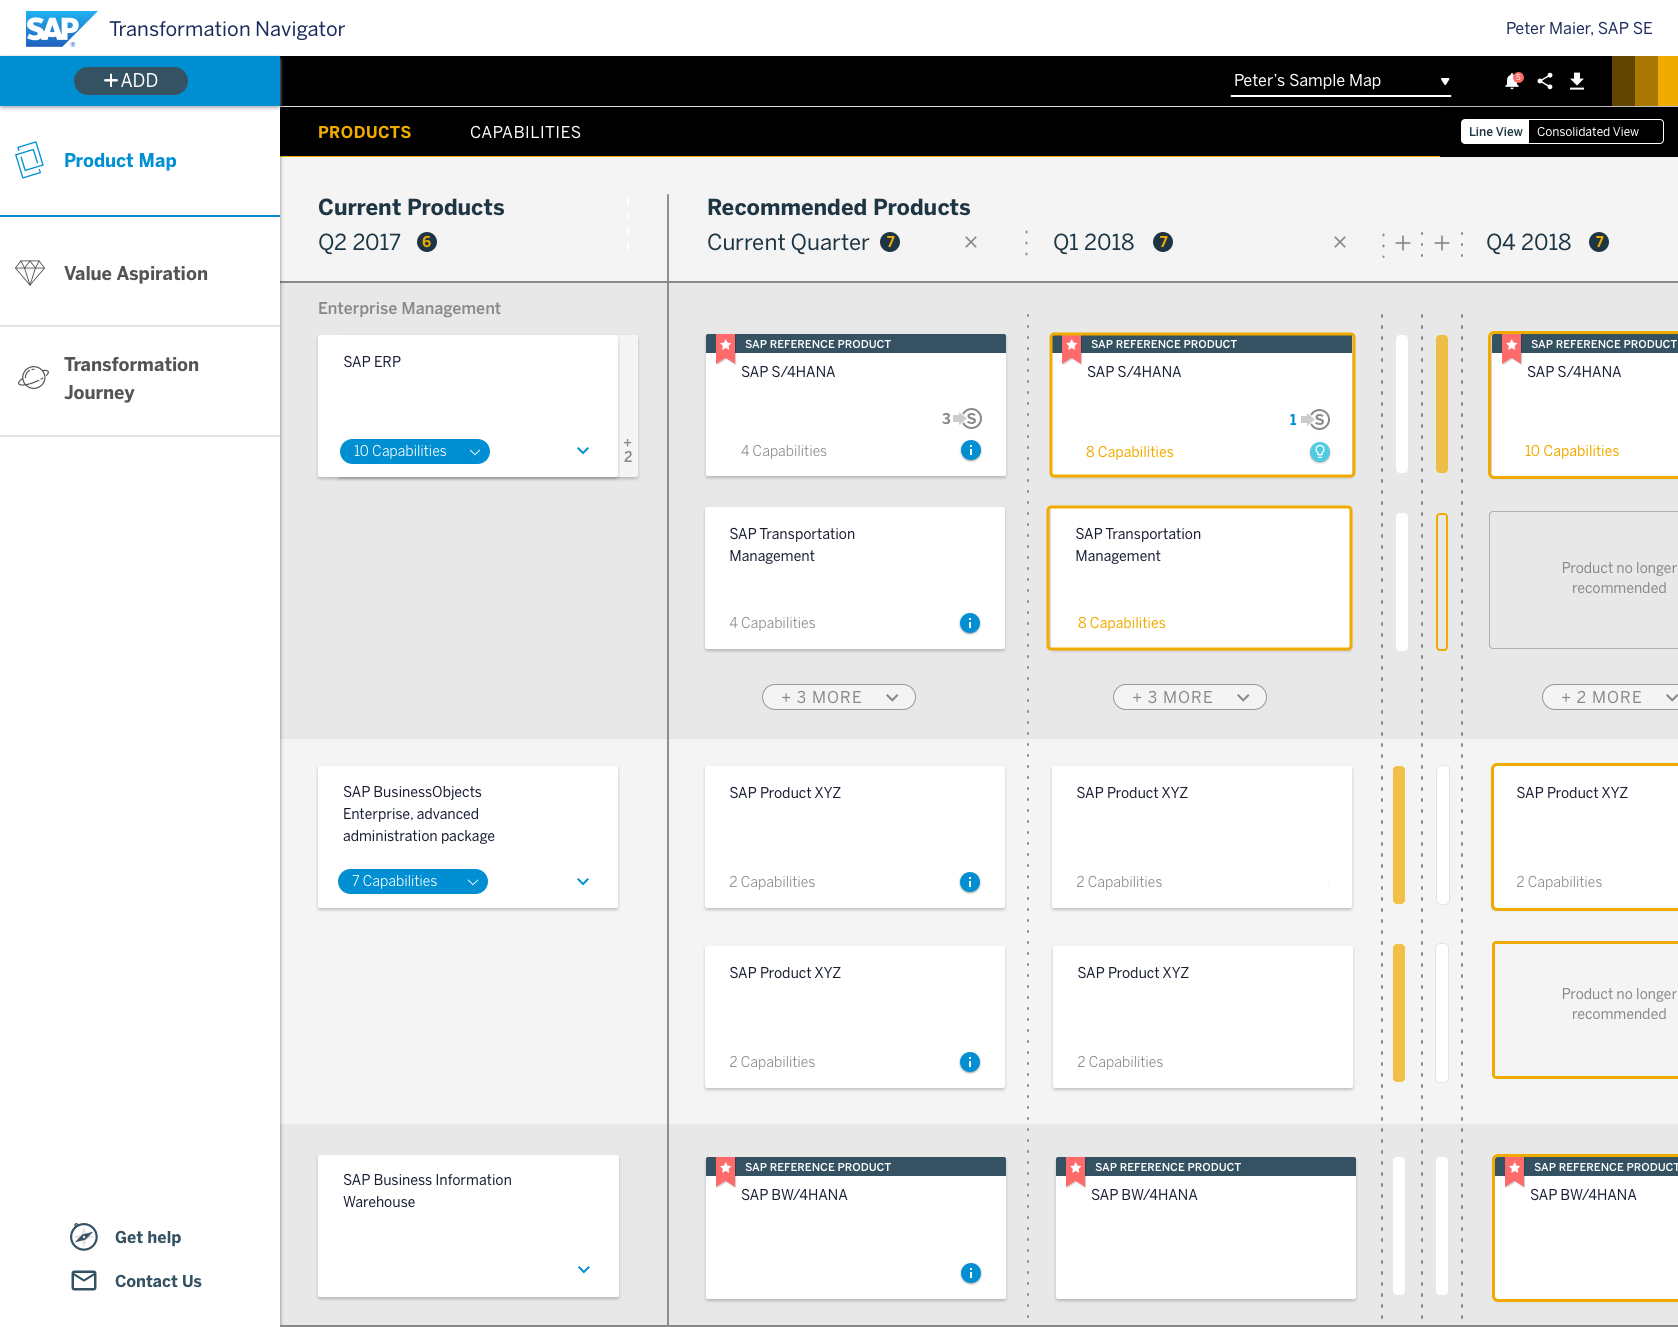 SAP
Transformation Navigator
Peter Maier, SAP SE
+ADD
Peter's Sample Map
5
PRODUCTS
CAPABILITIES
Line View
Consolidated View
Product Map
Value Aspiration
Transformation
Journey
Get help
Contact Us
Current Products
Q2 2017 6
Recommended Products
Current Quarter 7
Q1 2018 7
Q4 2018 7
Enterprise Management
SAP ERP
10 Capabilities
+
2
SAP REFERENCE PRODUCT
SAP S/4HANA
3 S
4 Capabilities
i
SAP REFERENCE PRODUCT
SAP S/4HANA
1 S
8 Capabilities
SAP REFERENCE PRODUCT
SAP S/4HANA
10 Capabilities
SAP Transportation
Management
4 Capabilities
i
SAP Transportation
Management
8 Capabilities
Product no longer
recommended
+ 3 MORE
+ 3 MORE
+ 2 MORE
SAP BusinessObjects
Enterprise, advanced
administration package
7 Capabilities
SAP Product XYZ
2 Capabilities
i
SAP Product XYZ
2 Capabilities
SAP Product XYZ
2 Capabilities
SAP Product XYZ
2 Capabilities
i
SAP Product XYZ
2 Capabilities
Product no longer
recommended
SAP Business Information
Warehouse
SAP REFERENCE PRODUCT
SAP BW/4HANA
i
SAP REFERENCE PRODUCT
SAP BW/4HANA
SAP REFERENCE PRODUCT
SAP BW/4HANA